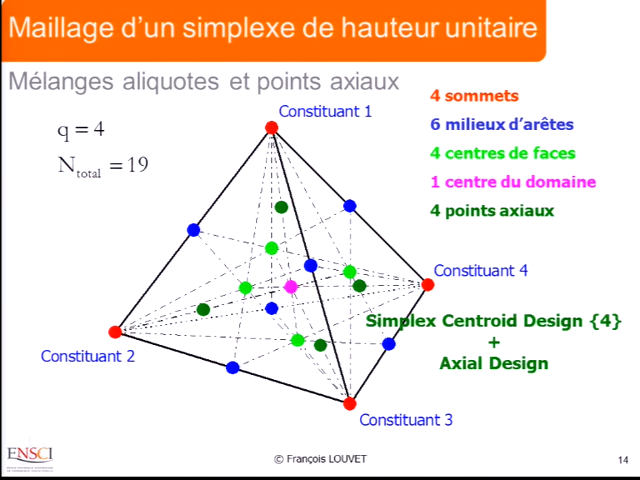 Maillage d'un simplexe de hauteur unitaire
Mélanges aliquotes et points axiaux
q = 4
N total = 19
4 sommets
6 milieux d'arêtes
4 centres de faces
1 centre du domaine
4 points axiaux
Constituant 1
Constituant 4
Constituant 2
Constituant 3
Simplex Centroid Design {4}
+
Axial Design
ENSCI
© François LOUVET
14